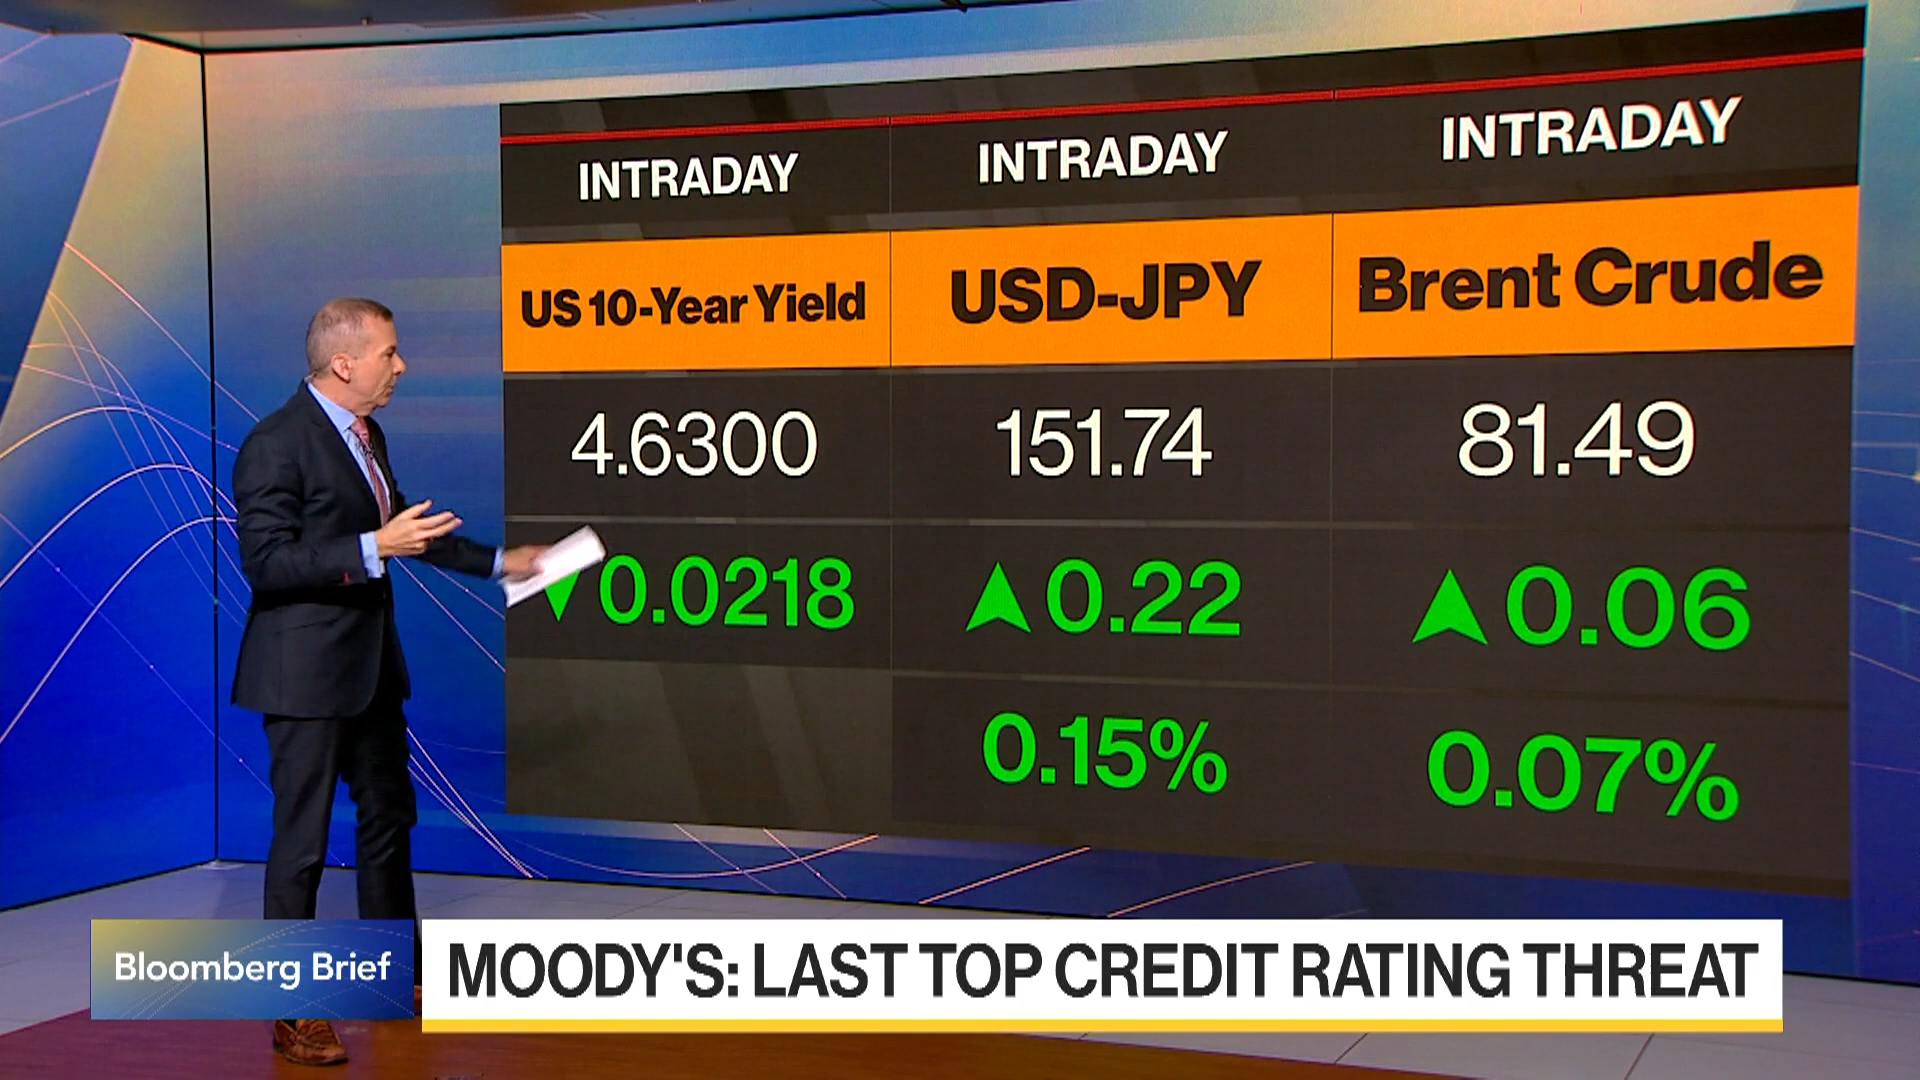 INTRADAY INTRADAY INTRADAY
US 10-Year Yield USD-JPY Brent Crude
4.6300 151.74 81.49
▼0.0218 ▲0.22 ▲0.06
0.15% 0.07%
Bloomberg Brief
MOODY'S: LAST TOP CREDIT RATING THREAT